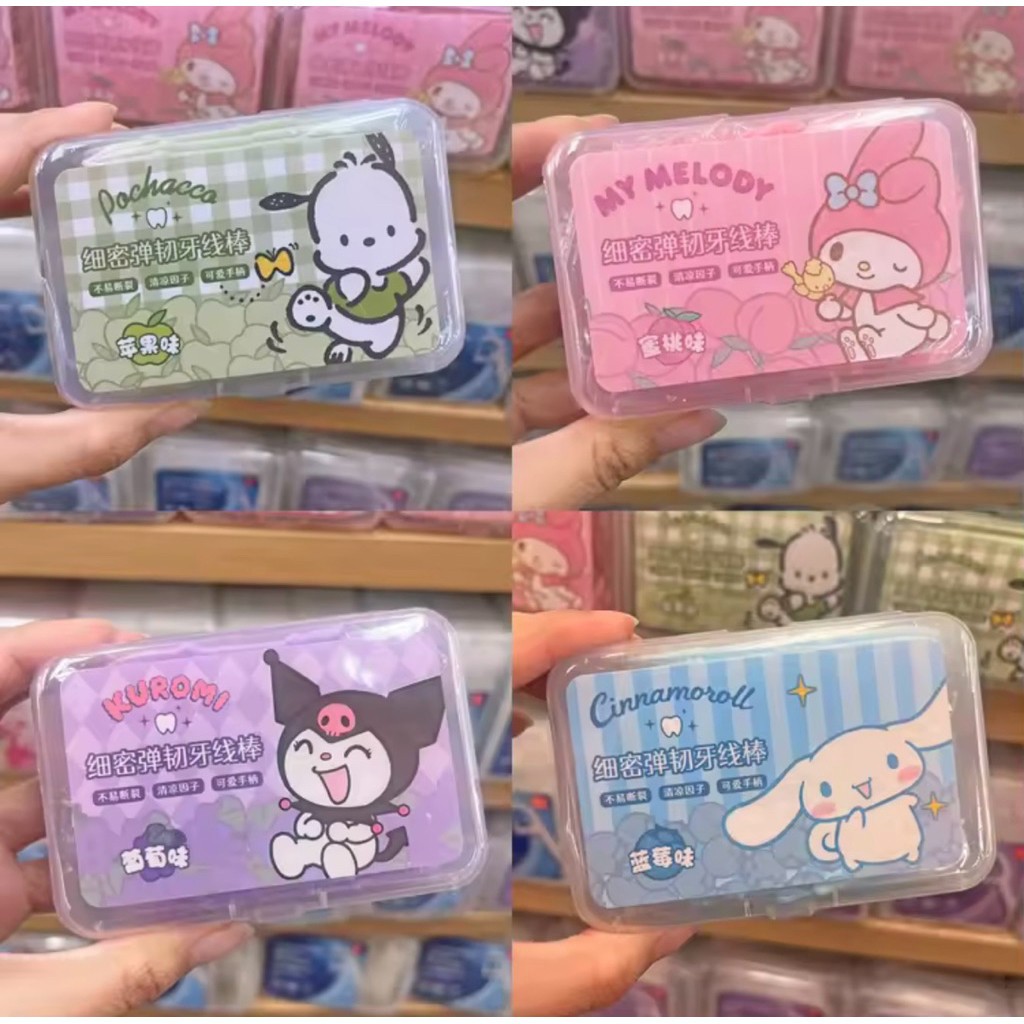 MY MELODY
Pochacco
细密弹韧牙线棒
不易断裂 清凉因子 可爱手柄
苹果味
MY MELODY
细密弹韧牙线棒
不易断裂 清凉因子 可爱手柄
蜜桃味
KUROMI
细密弹韧牙线棒
不易断裂 清凉因子 可爱手柄
葡萄味
Cinnamoroll
细密弹韧牙线棒
不易断裂 清凉因子 可爱手柄
蓝莓味